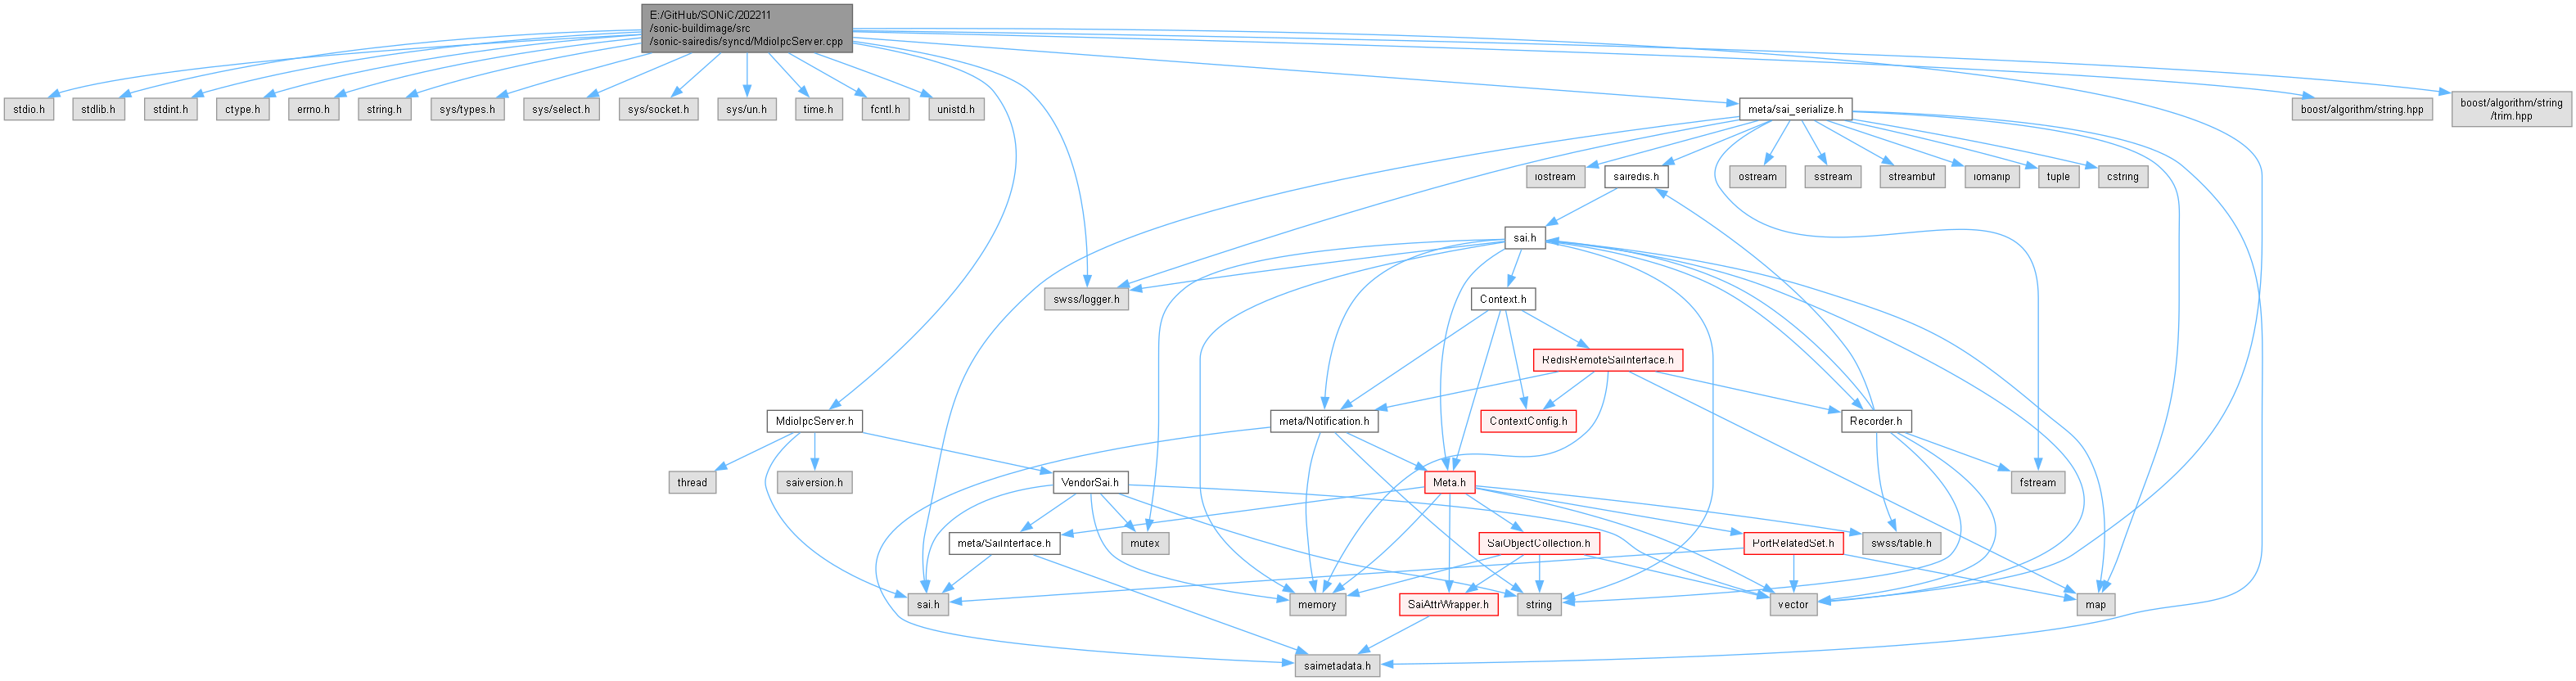 E:/GitHub/SONiC/202211
/sonic-buildimage/src
/sonic-sairedis/syncd/MdioIpcServer.cpp
stdio.h
stdlib.h
stdint.h
ctype.h
errno.h
string.h
sys/types.h
sys/select.h
sys/socket.h
sys/un.h
time.h
fcntl.h
unistd.h
meta/sai_serialize.h
boost/algorithm/string.hpp
boost/algorithm/string
/trim.hpp
iostream
sairedis.h
ostream
sstream
streambuf
iomanip
tuple
cstring
sai.h
swss/logger.h
Context.h
RedisRemoteSaiInterface.h
MdioIpcServer.h
meta/Notification.h
ContextConfig.h
Recorder.h
thread
saiversion.h
VendorSai.h
Meta.h
fstream
meta/SaiInterface.h
mutex
SaiObjectCollection.h
PortRelatedSet.h
swss/table.h
sai.h
memory
SaiAttrWrapper.h
string
vector
map
saimetadata.h